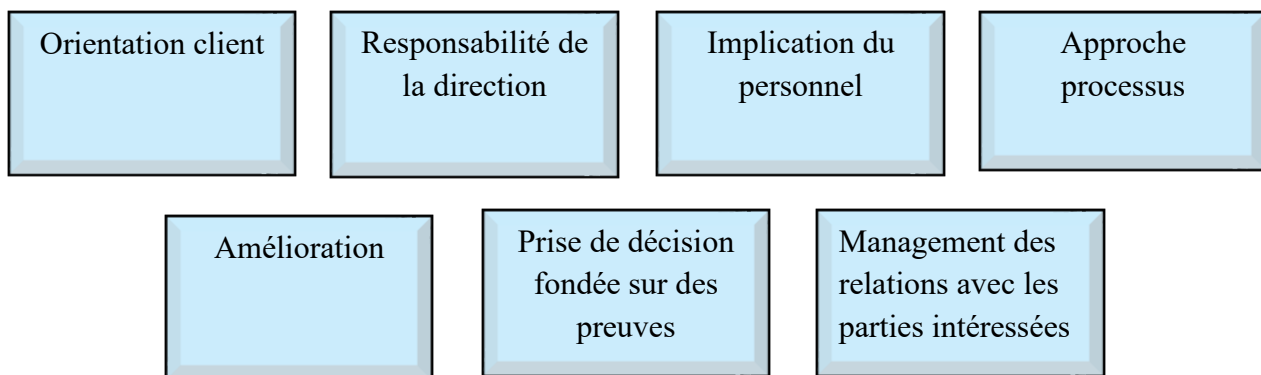 Orientation client
Responsabilité de
la direction
Implication du
personnel
Approche
processus
Amélioration
Prise de décision
fondée sur des
preuves
Management des
relations avec les
parties intéressées